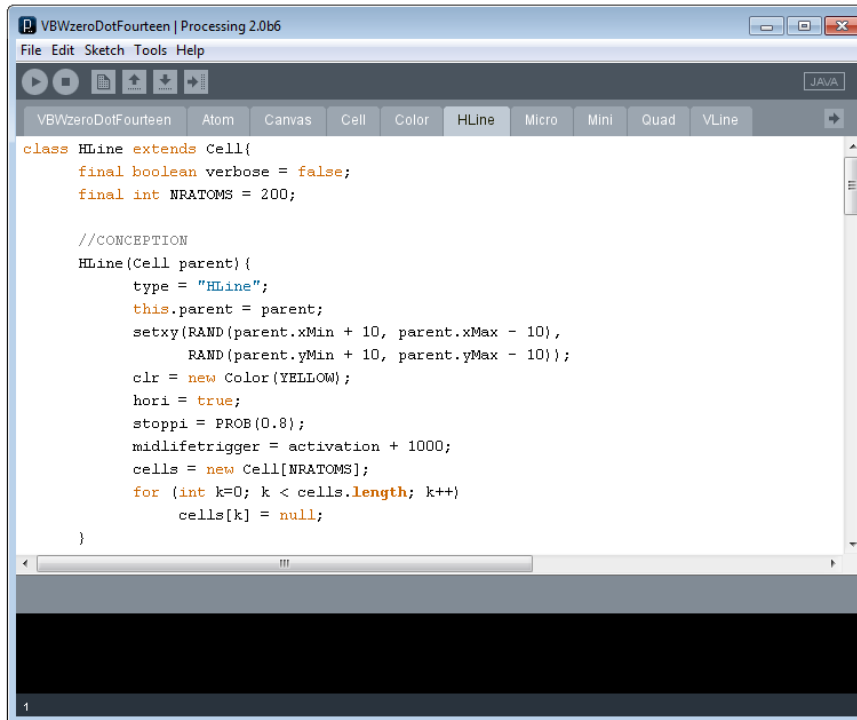 VBWzeroDotFourteen | Processing 2.0b6
File Edit Sketch Tools Help
JAVA
VBWzeroDotFourteen Atom Canvas Cell Color HLine Micro Mini Quad VLine
class HLine extends Cell{
final boolean verbose = false;
final int NRATOMS = 200;
//CONCEPTION
HLine(Cell parent){
type = "HLine";
this.parent = parent;
setxy(RAND(parent.xMin + 10, parent.xMax - 10),
RAND(parent.yMin + 10, parent.yMax - 10));
clr = new Color(YELLOW);
hori = true;
stoppi = PROB(0.8);
midlifetrigger = activation + 1000;
cells = new Cell[NRATOMS];
for (int k=0; k < cells.length; k++)
cells[k] = null;
}
1